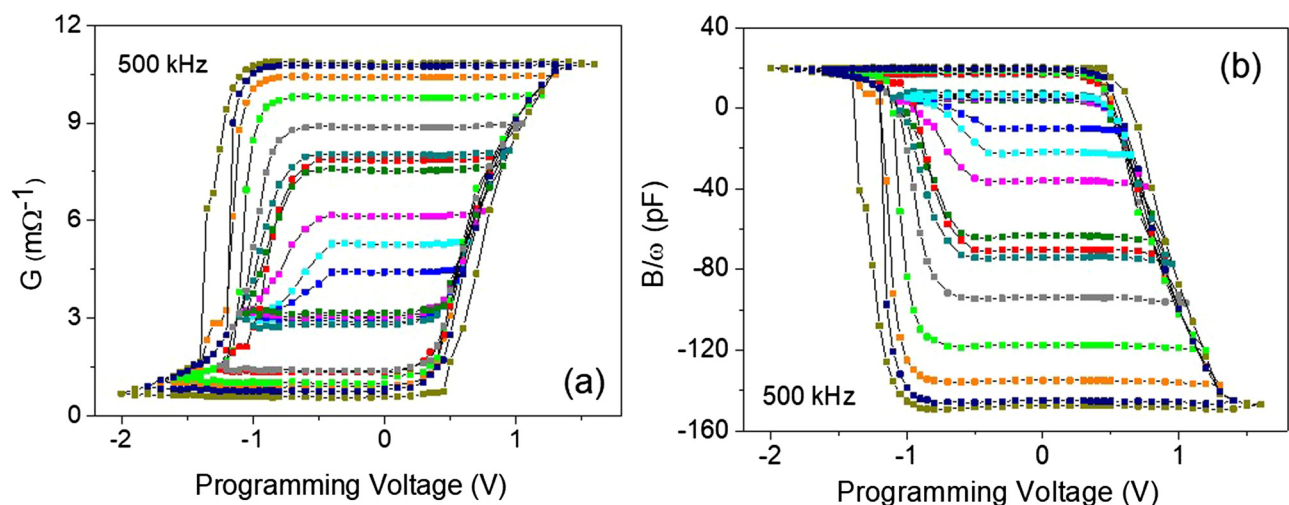 12
9
6
3
0
G (mΩ⁻¹)
500 kHz
(a)
-2
-1
0
1
Programming Voltage (V)
40
0
-40
-80
-120
-160
B/ω (pF)
(b)
500 kHz
-2
-1
0
1
Programming Voltage (V)